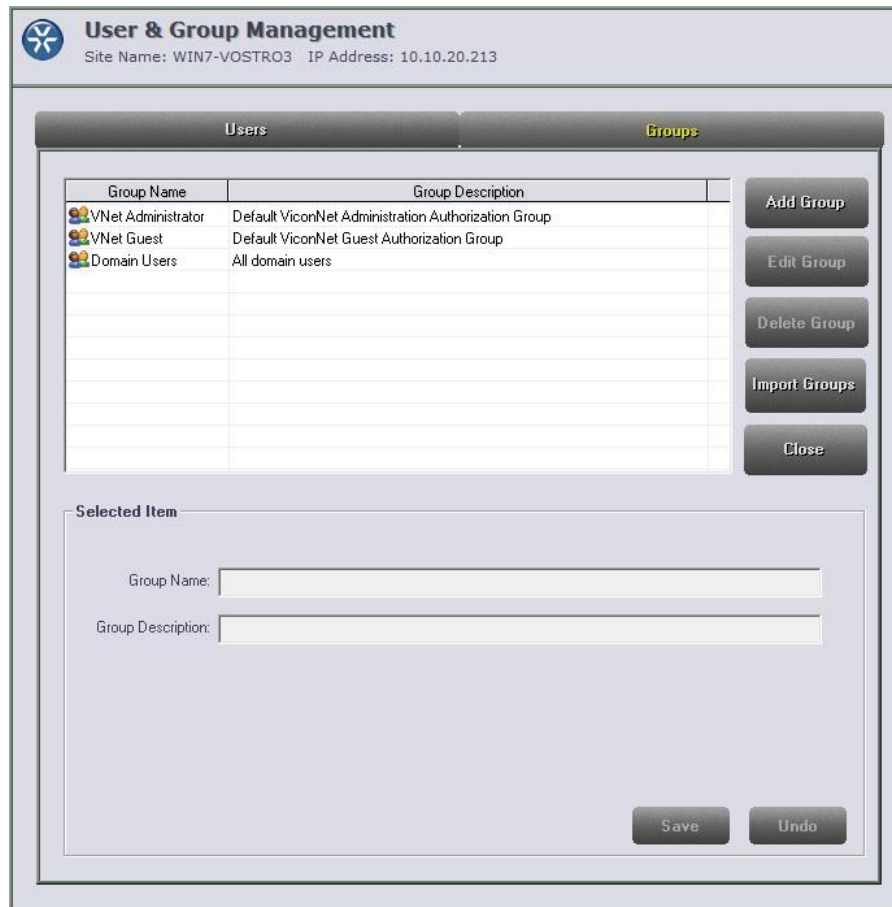 User & Group Management
Site Name: WIN7-VOSTRO3 IP Address: 10.10.20.213
Users Groups
Group Name Group Description
VNet Administrator Default ViconNet Administration Authorization Group
VNet Guest Default ViconNet Guest Authorization Group
Domain Users All domain users
Add Group
Edit Group
Delete Group
Import Groups
Close
Selected Item
Group Name:
Group Description:
Save Undo